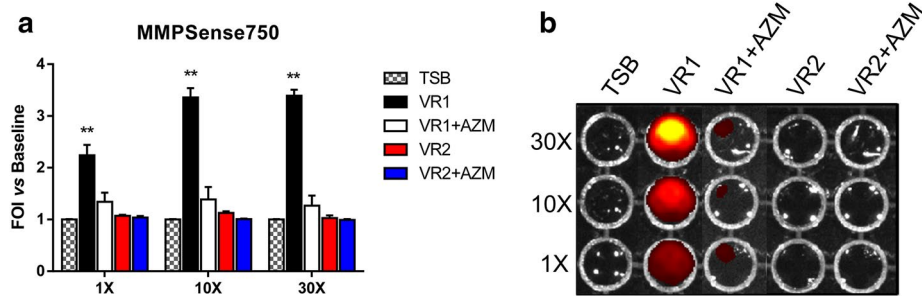 a
MMPSense750
FOI vs Baseline
4
3
2
1
0
**
**
**
1X
10X
30X
TSB
VR1
VR1+AZM
VR2
VR2+AZM
b
TSB
VR1
VR1+AZM
VR2
VR2+AZM
30X
10X
1X